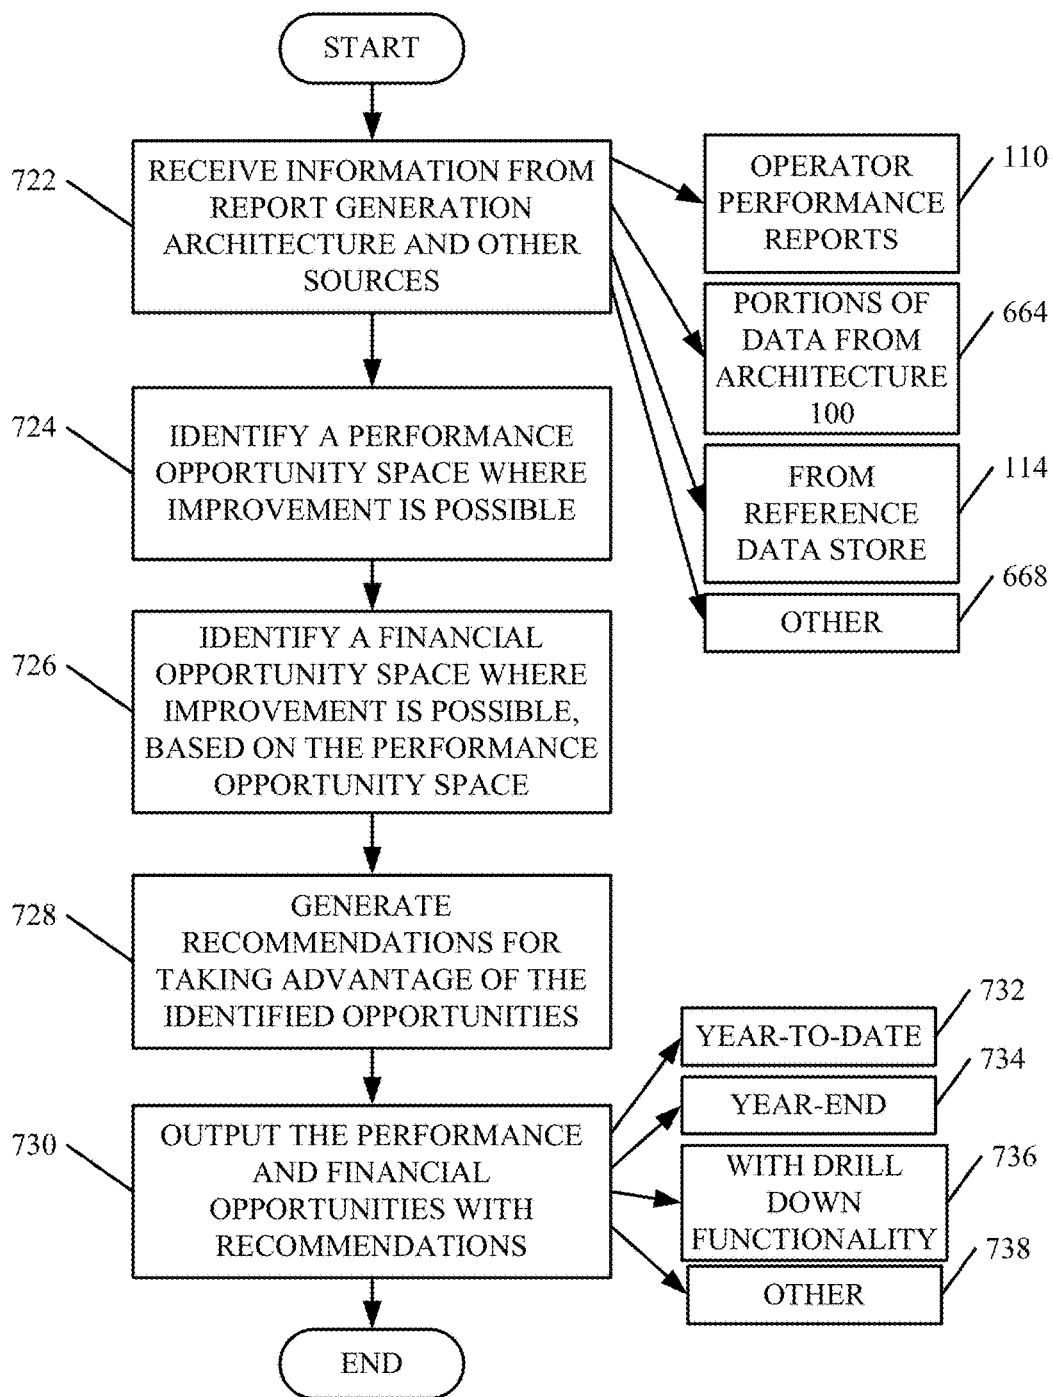 START
722
RECEIVE INFORMATION FROM
REPORT GENERATION
ARCHITECTURE AND OTHER
SOURCES
OPERATOR
PERFORMANCE
REPORTS
110
PORTIONS OF
DATA FROM
ARCHITECTURE
100
664
FROM
REFERENCE
DATA STORE
114
OTHER
668
724
IDENTIFY A PERFORMANCE
OPPORTUNITY SPACE WHERE
IMPROVEMENT IS POSSIBLE
726
IDENTIFY A FINANCIAL
OPPORTUNITY SPACE WHERE
IMPROVEMENT IS POSSIBLE,
BASED ON THE PERFORMANCE
OPPORTUNITY SPACE
728
GENERATE
RECOMMENDATIONS FOR
TAKING ADVANTAGE OF THE
IDENTIFIED OPPORTUNITIES
730
OUTPUT THE PERFORMANCE
AND FINANCIAL
OPPORTUNITIES WITH
RECOMMENDATIONS
YEAR-TO-DATE
732
YEAR-END
734
WITH DRILL
DOWN
FUNCTIONALITY
736
OTHER
738
END